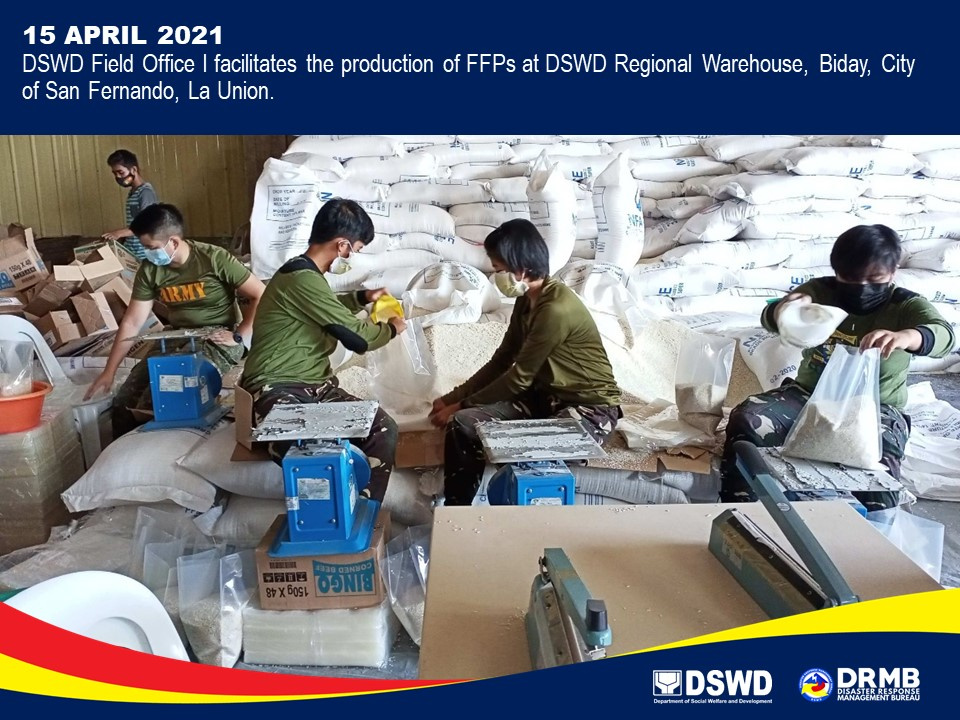 15 APRIL 2021
DSWD Field Office I facilitates the production of FFPs at DSWD Regional Warehouse, Biday, City
of San Fernando, La Union.
ARMY
BINGO
CORNED BEEF
150g X 48
DSWD
Department of Social Welfare and Development
DRMB
DISASTER RESPONSE
MANAGEMENT BUREAU